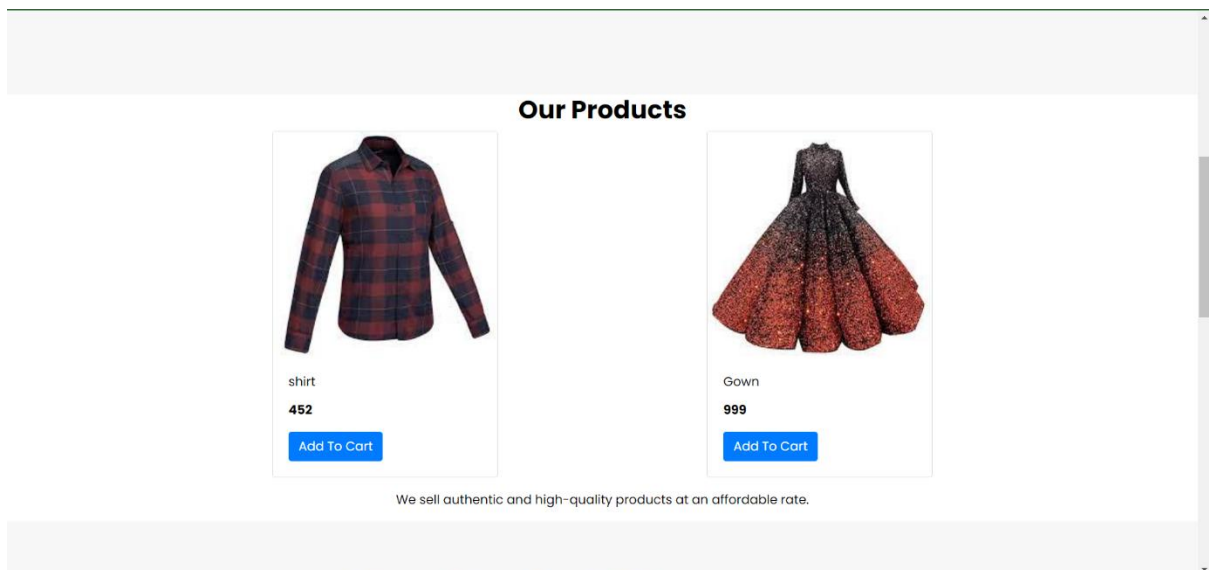 Our Products
shirt
452
Add To Cart
Gown
999
Add To Cart
We sell authentic and high-quality products at an affordable rate.